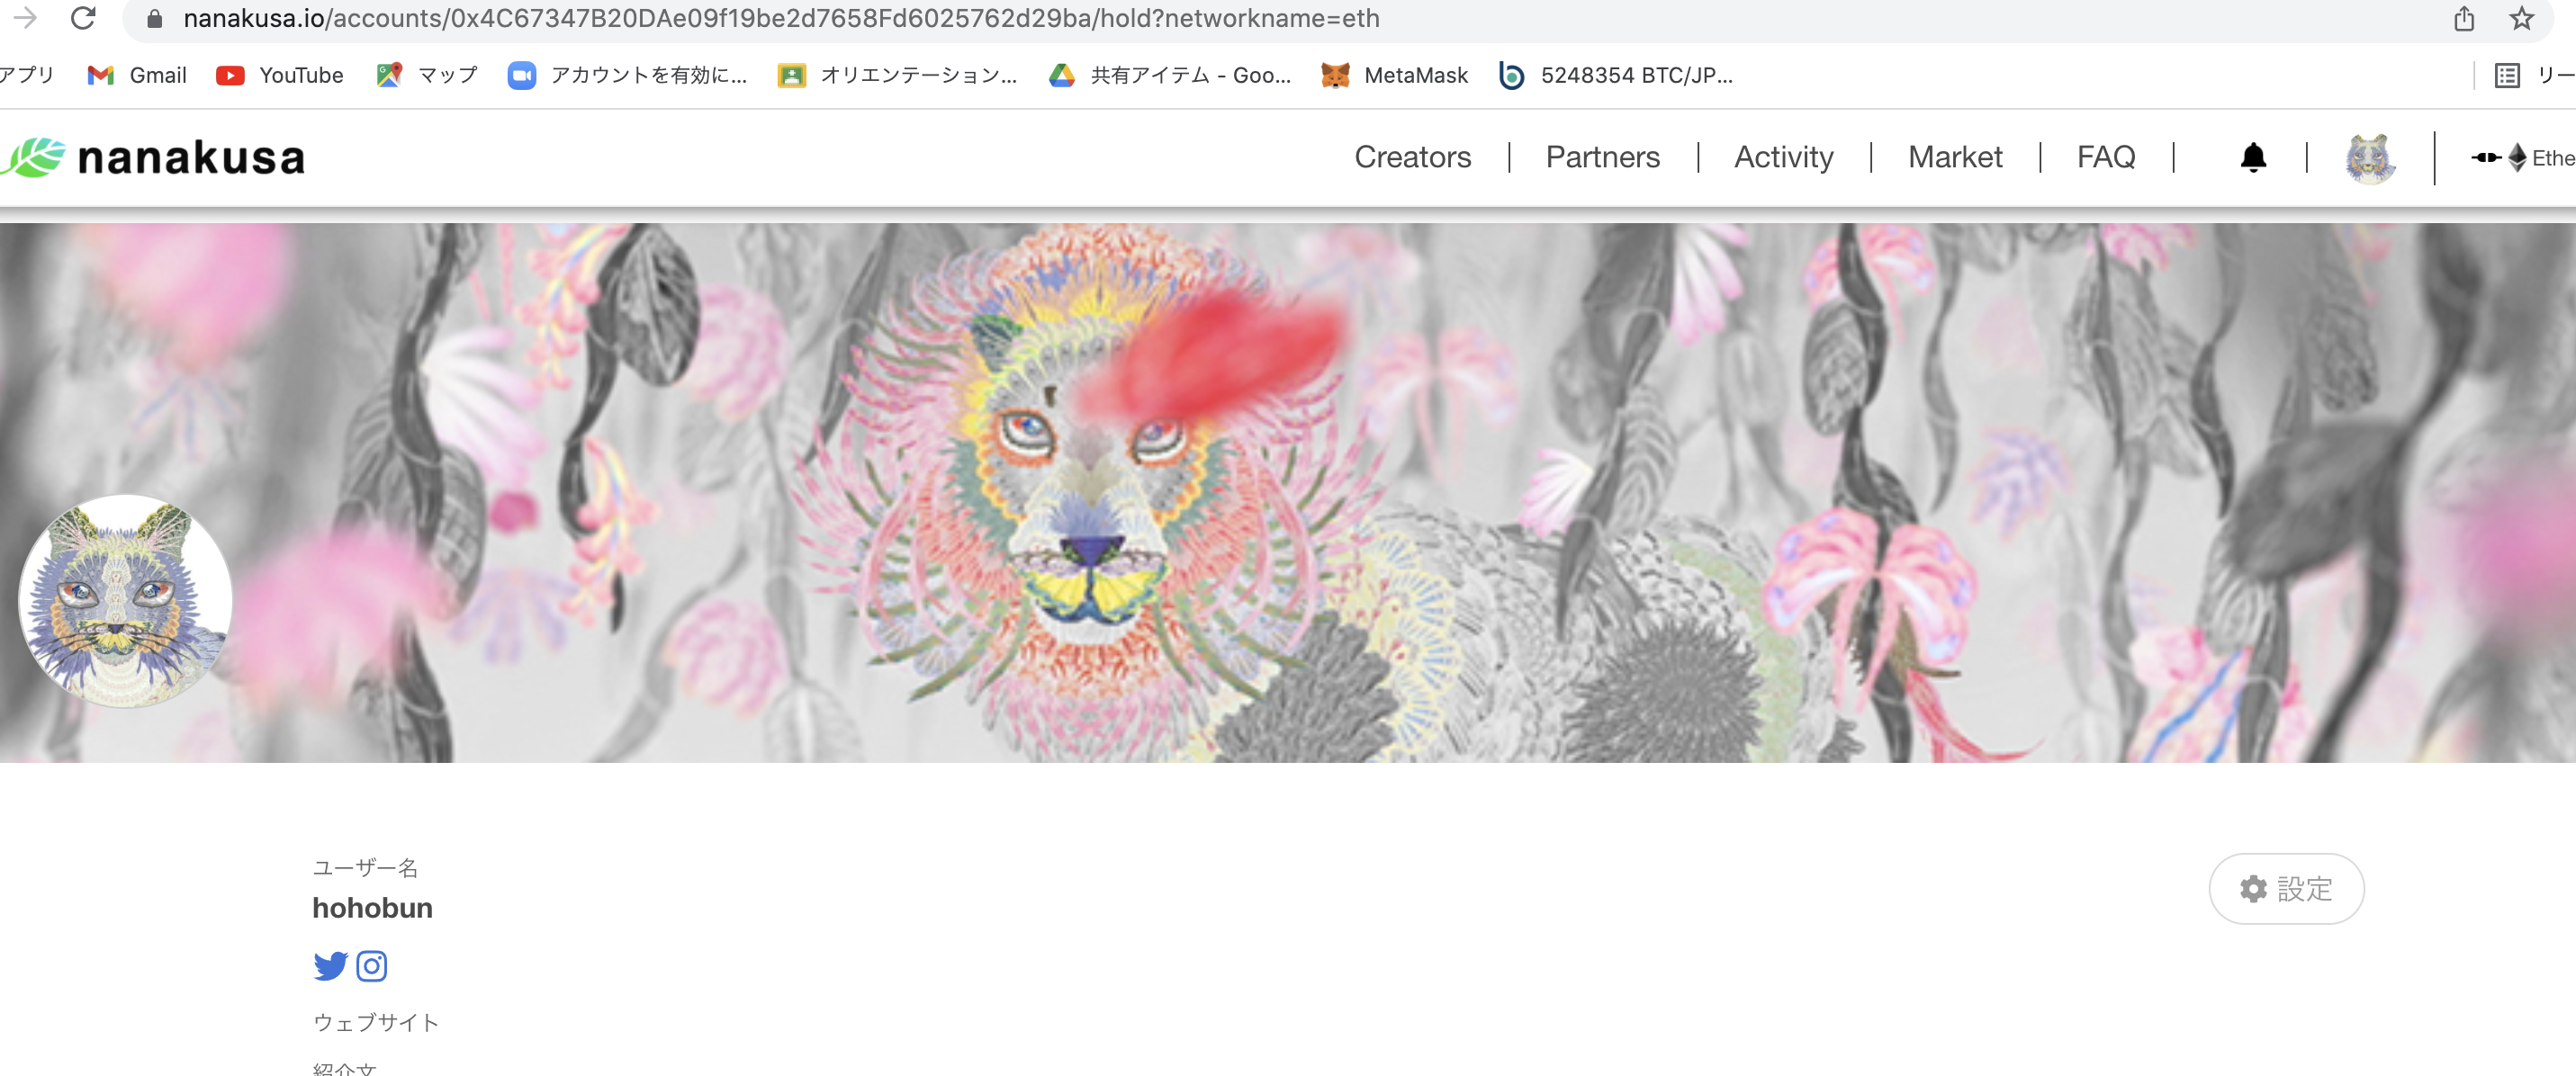 nanakusa.io/accounts/0x4C67347B20DAe09f19be2d7658Fd6025762d29ba/hold?networkname=eth
アプリ Gmail YouTube マップ アカウントを有効に... オリエンテーション... 共有アイテム - Goo... MetaMask 5248354 BTC/JP... リー
nanakusa Creators | Partners | Activity | Market | FAQ | | Ethe
ユーザー名
hohobun
設定
ウェブサイト
紹介文